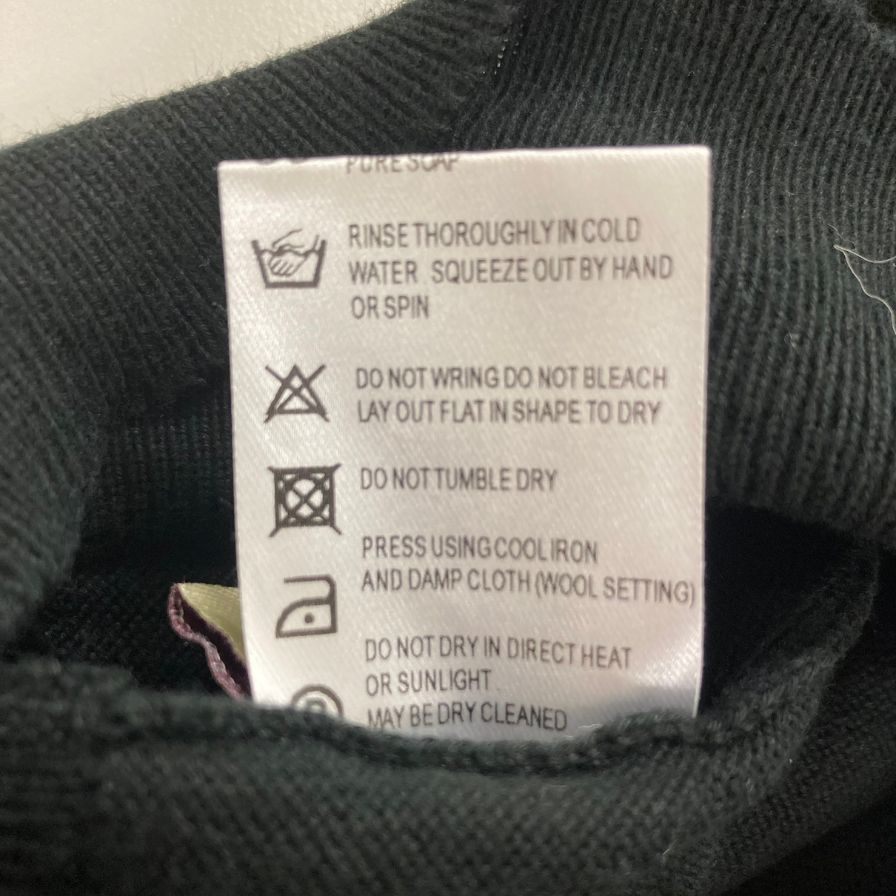 PURE SOAP
RINSE THOROUGHLY IN COLD
WATER. SQUEEZE OUT BY HAND
OR SPIN
DO NOT WRING DO NOT BLEACH
LAY OUT FLAT IN SHAPE TO DRY
DO NOT TUMBLE DRY
PRESS USING COOL IRON
AND DAMP CLOTH (WOOL SETTING)
DO NOT DRY IN DIRECT HEAT
OR SUNLIGHT.
P
MAY BE DRY CLEANED